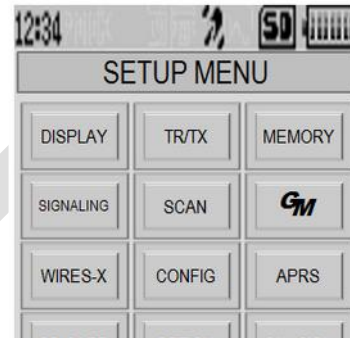 12:34 SD
SETUP MENU
DISPLAY TR/TX MEMORY
SIGNALING SCAN GM
WIRES-X CONFIG APRS